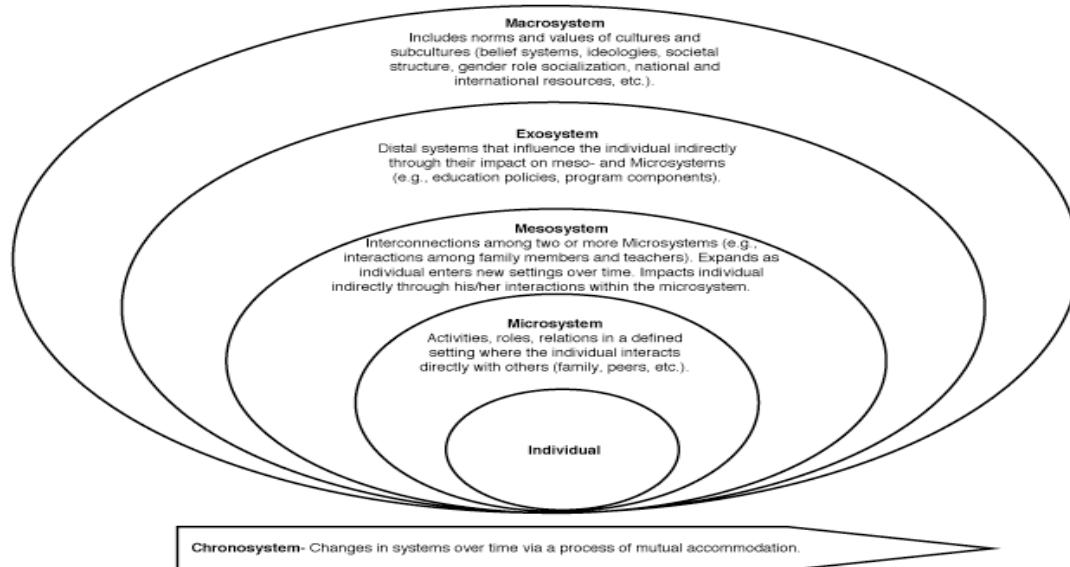 Macrosystem
Includes norms and values of cultures and
subcultures (belief systems, ideologies, societal
structure, gender role socialization, national and
international resources, etc.).
Exosystem
Distal systems that influence the individual indirectly
through their impact on meso- and Microsystems
(e.g., education policies, program components).
Mesosystem
Interconnections among two or more Microsystems (e.g.,
interactions among family members and teachers). Expands as
individual enters new settings over time. Impacts individual
indirectly through his/her interactions within the microsystem.
Microsystem
Activities, roles, relations in a defined
setting where the individual interacts
directly with others (family, peers, etc.).
Individual
Chronosystem- Changes in systems over time via a process of mutual accommodation.